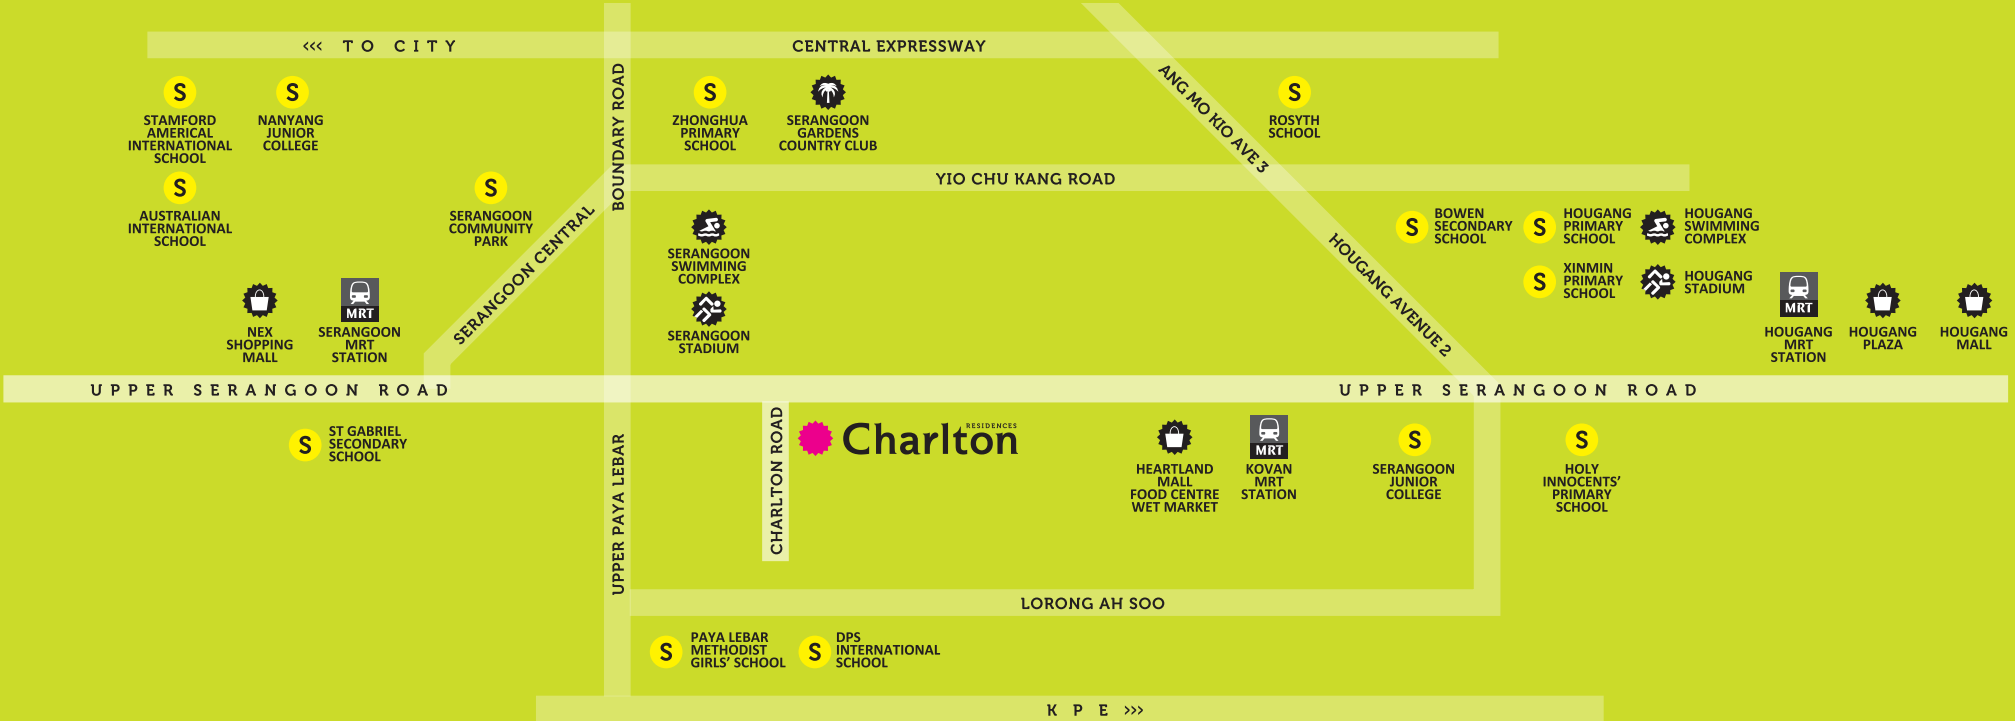 ‹‹‹ TO CITY
CENTRAL EXPRESSWAY
BOUNDARY ROAD
ANG MO KIO AVE 3
S
STAMFORD
AMERICAL
INTERNATIONAL
SCHOOL
S
NANYANG
JUNIOR
COLLEGE
S
ZHONGHUA
PRIMARY
SCHOOL
SERANGOON
GARDENS
COUNTRY CLUB
S
ROSYTH
SCHOOL
YIO CHU KANG ROAD
S
AUSTRALIAN
INTERNATIONAL
SCHOOL
S
SERANGOON
COMMUNITY
PARK
SERANGOON CENTRAL
SERANGOON
SWIMMING
COMPLEX
SERANGOON
STADIUM
HOUGANG AVENUE 2
S
BOWEN
SECONDARY
SCHOOL
S
HOUGANG
PRIMARY
SCHOOL
HOUGANG
SWIMMING
COMPLEX
S
XINMIN
PRIMARY
SCHOOL
HOUGANG
STADIUM
NEX
SHOPPING
MALL
MRT
SERANGOON
MRT
STATION
MRT
HOUGANG
MRT
STATION
HOUGANG
PLAZA
HOUGANG
MALL
UPPER SERANGOON ROAD
UPPER SERANGOON ROAD
S
ST GABRIEL
SECONDARY
SCHOOL
UPPER PAYA LEBAR
CHARLTON ROAD
RESIDENCES
Charlton
HEARTLAND
MALL
FOOD CENTRE
WET MARKET
MRT
KOVAN
MRT
STATION
S
SERANGOON
JUNIOR
COLLEGE
S
HOLY
INNOCENTS’
PRIMARY
SCHOOL
LORONG AH SOO
S
PAYA LEBAR
METHODIST
GIRLS’ SCHOOL
S
DPS
INTERNATIONAL
SCHOOL
KPE ›››